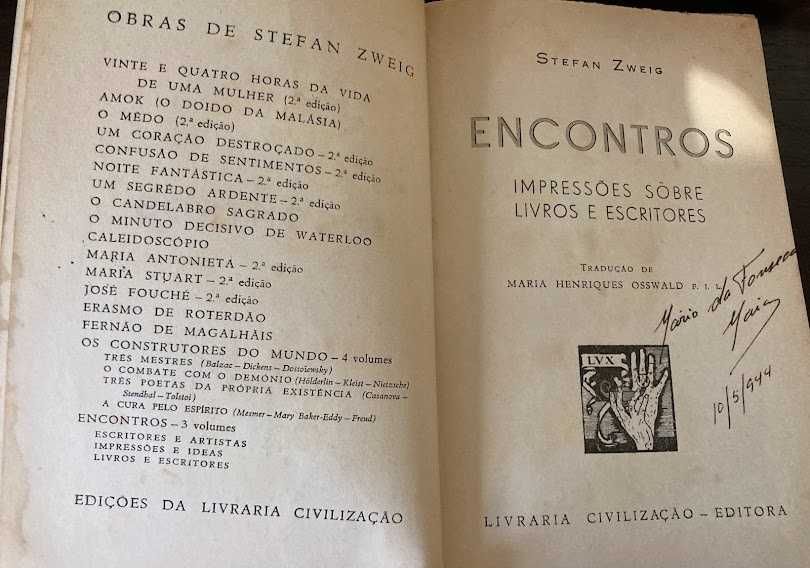 OBRAS DE STEFAN ZWEIG
VINTE E QUATRO HORAS DA VIDA
DE UMA MULHER (2.ª edição)
AMOK (O DOIDO DA MALÁSIA)
O MÊDO (2.ª edição)
UM CORAÇÃO DESTROÇADO – 2.ª edição
CONFUSÃO DE SENTIMENTOS – 2.ª edição
NOITE FANTÁSTICA – 2.ª edição
UM SEGRÊDO ARDENTE – 2.ª edição
O CANDELABRO SAGRADO
O MINUTO DECISIVO DE WATERLOO
CALEIDOSCÓPIO
MARIA ANTONIETA – 2.ª edição
MARIA STUART – 2.ª edição
JOSÉ FOUCHÉ – 2.ª edição
ERASMO DE ROTERDÃO
FERNÃO DE MAGALHÃIS
OS CONSTRUTORES DO MUNDO – 4 volumes
TRÊS MESTRES (Balzac – Dickens – Dostoïewsky)
O COMBATE COM O DEMÓNIO (Hölderlin – Kleist – Nietzsche)
TRÊS POETAS DA PRÓPRIA EXISTÊNCIA (Casanova –
Stendhal – Tolstoi)
A CURA PELO ESPÍRITO (Mesmer – Mary Baker-Eddy – Freud)
ENCONTROS – 3 volumes
ESCRITORES E ARTISTAS
IMPRESSÕES E IDEAS
LIVROS E ESCRITORES
EDIÇÕES DA LIVRARIA CIVILIZAÇÃO
STEFAN ZWEIG
ENCONTROS
IMPRESSÕES SÔBRE
LIVROS E ESCRITORES
TRADUÇÃO DE
MARIA HENRIQUES OSSWALD P. I. L.
Mário da Fonseca
Maia
10/5/944
LVX
LIVRARIA CIVILIZAÇÃO – EDITORA